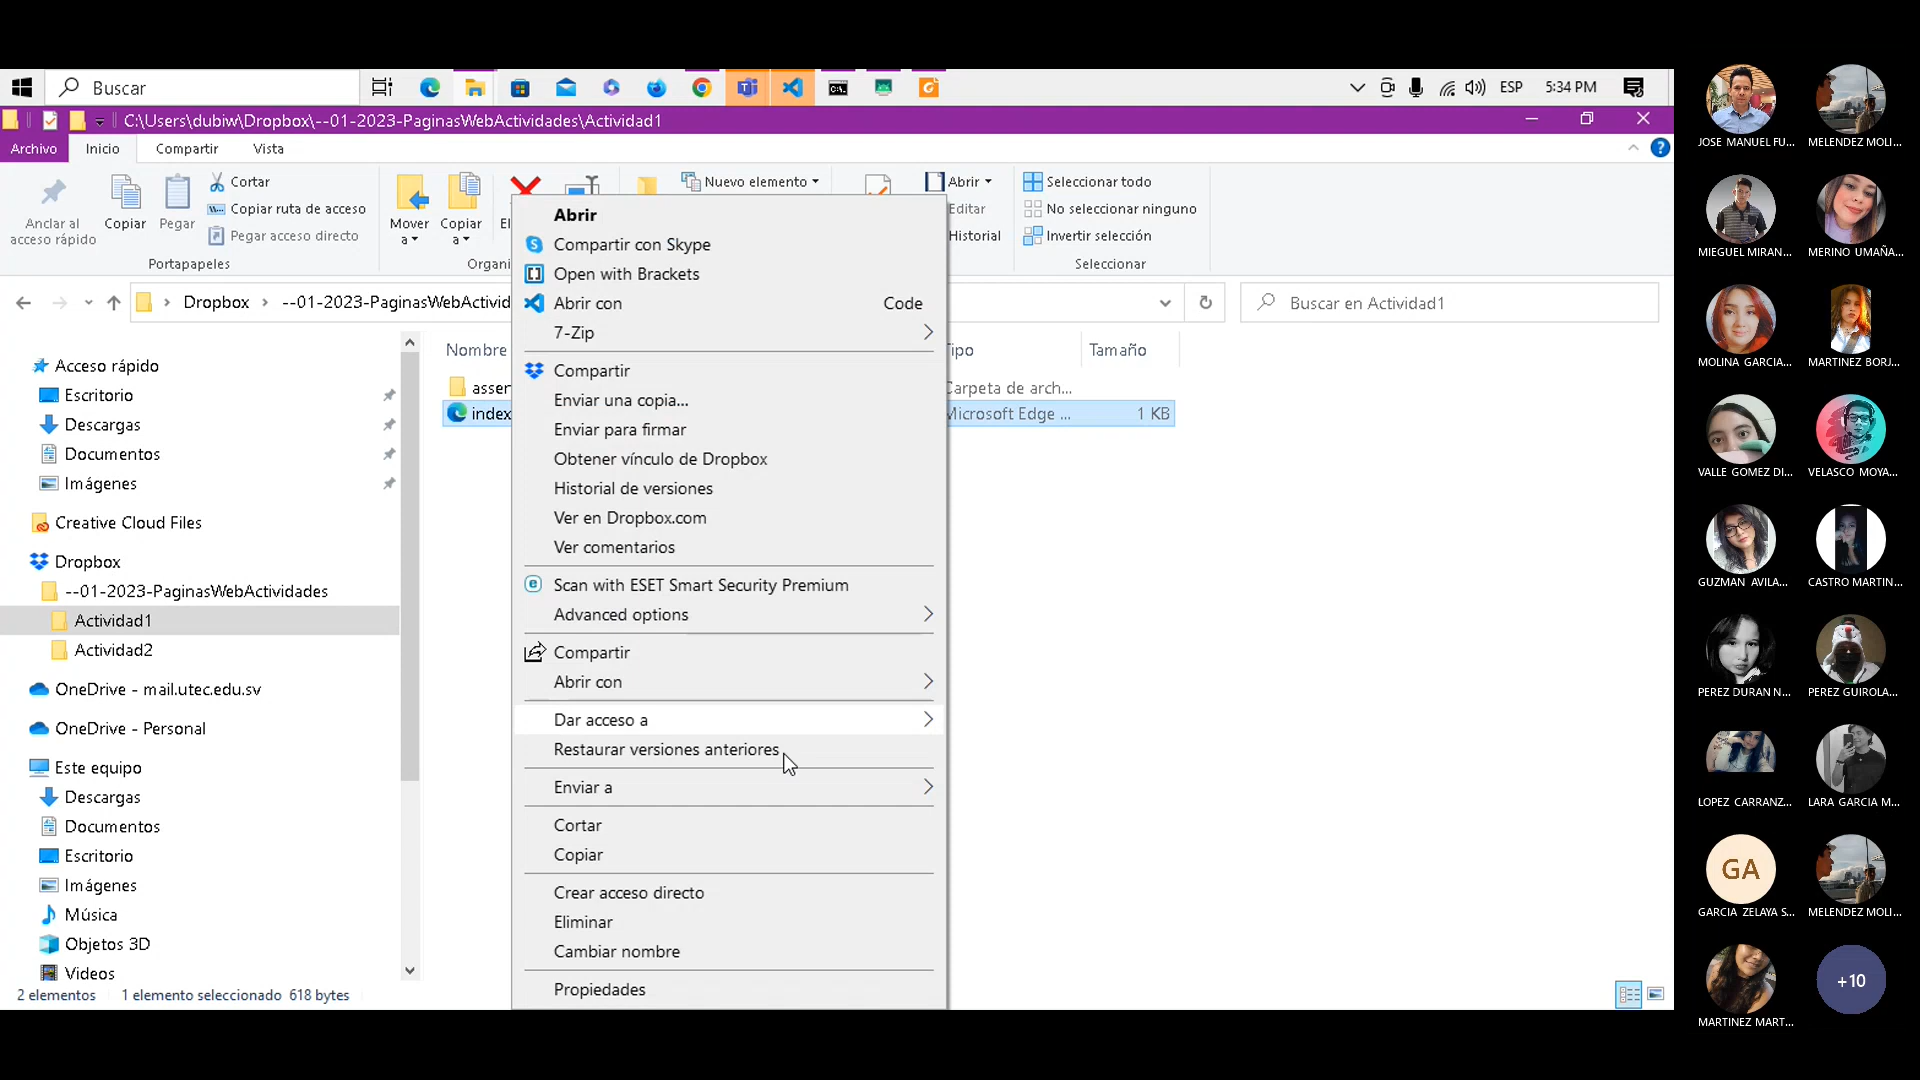 Buscar
ESP
5:34 PM
C:\Users\dubiw\Dropbox\--01-2023-PaginasWebActividades\Actividad1
Archivo
Inicio
Compartir
Vista
Anclar al
acceso rápido
Copiar
Pegar
Cortar
Copiar ruta de acceso
Pegar acceso directo
Portapapeles
Mover
a
Copiar
a
Nuevo elemento
Abrir
Editar
Historial
Seleccionar todo
No seleccionar ninguno
Invertir selección
Seleccionar
Organi
Dropbox
--01-2023-PaginasWebActivid
Buscar en Actividad1
Acceso rápido
Escritorio
Descargas
Documentos
Imágenes
Creative Cloud Files
Dropbox
--01-2023-PaginasWebActividades
Actividad1
Actividad2
OneDrive - mail.utec.edu.sv
OneDrive - Personal
Este equipo
Descargas
Documentos
Escritorio
Imágenes
Música
Objetos 3D
Videos
Nombre
Tamaño
Carpeta de arch...
index
Microsoft Edge ...
1 KB
Abrir
Compartir con Skype
Open with Brackets
Abrir con Code
7-Zip
Compartir
Enviar una copia...
Enviar para firmar
Obtener vínculo de Dropbox
Historial de versiones
Ver en Dropbox.com
Ver comentarios
Scan with ESET Smart Security Premium
Advanced options
Compartir
Abrir con
Dar acceso a
Restaurar versiones anteriores
Enviar a
Cortar
Copiar
Crear acceso directo
Eliminar
Cambiar nombre
Propiedades
2 elementos
1 elemento seleccionado 618 bytes
JOSE MANUEL FU...
MELENDEZ MOLI...
MIEGUEL MIRAN...
MERINO UMAÑA...
MOLINA GARCIA...
MARTINEZ BORJ...
VALLE GOMEZ DI...
VELASCO MOYA...
GUZMAN AVILA...
CASTRO MARTIN...
PEREZ DURAN N...
PEREZ GUIROLA...
LOPEZ CARRANZ...
LARA GARCIA M...
GA
GARCIA ZELAYA S...
MELENDEZ MOLI...
MARTINEZ MART...
+10